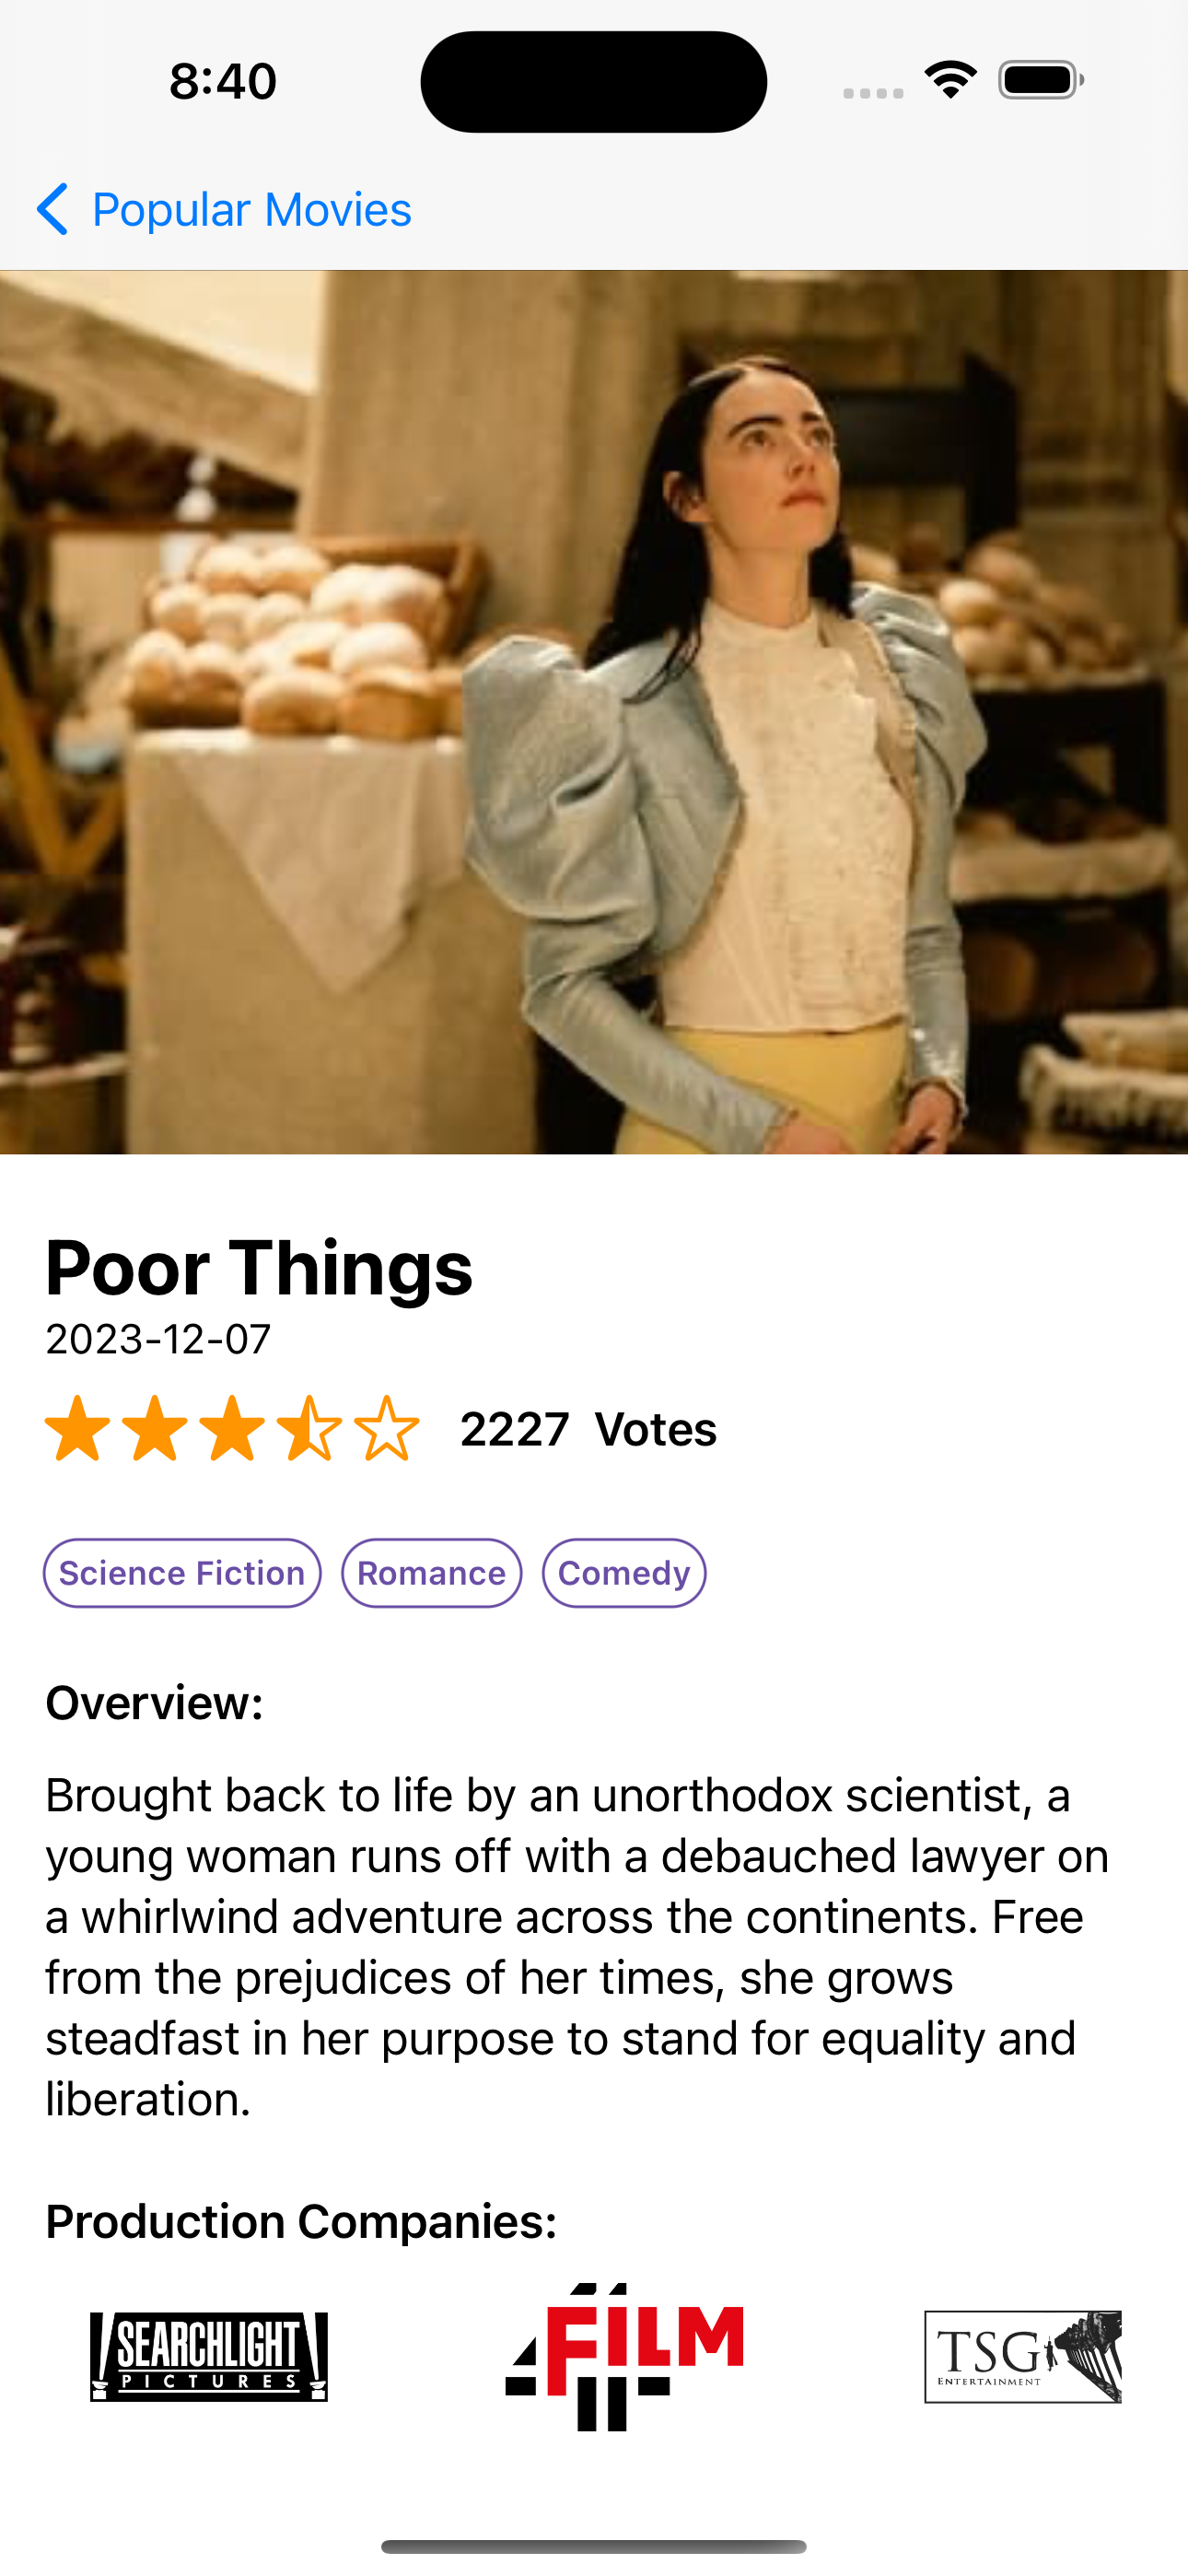 8:40
Popular Movies
Poor Things
2023-12-07
2227 Votes
Science Fiction Romance Comedy
Overview:
Brought back to life by an unorthodox scientist, a
young woman runs off with a debauched lawyer on
a whirlwind adventure across the continents. Free
from the prejudices of her times, she grows
steadfast in her purpose to stand for equality and
liberation.
Production Companies:
SEARCHLIGHT
PICTURES
FILM
4
TSG
ENTERTAINMENT